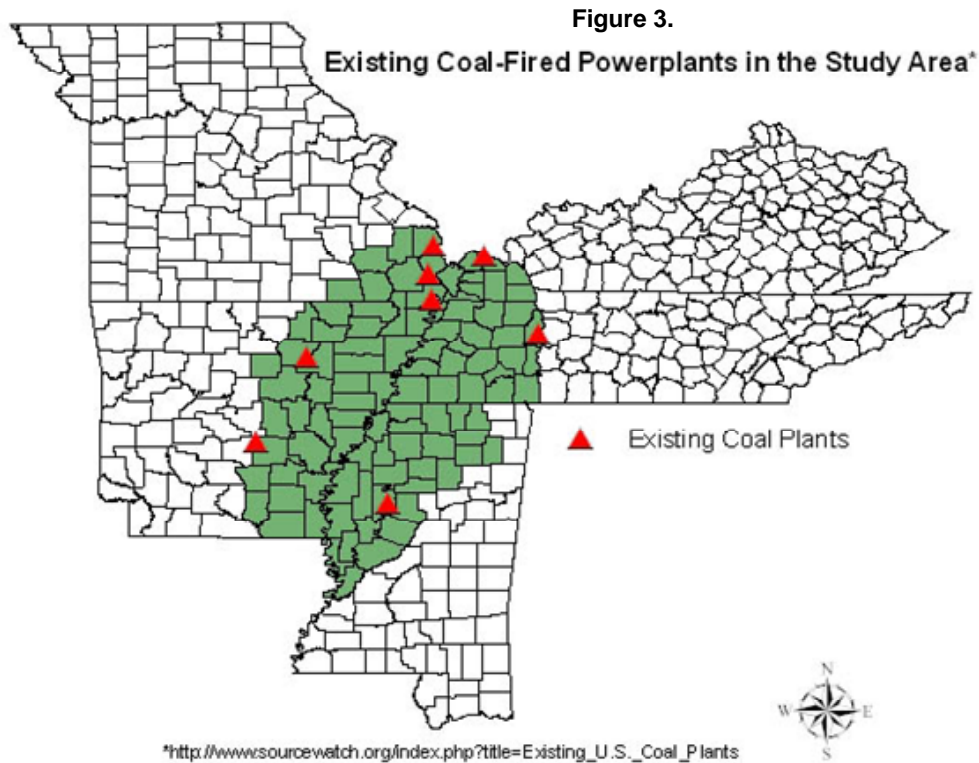 Figure 3.
Existing Coal-Fired Powerplants in the Study Area*
Existing Coal Plants
N
W E
S
*http://www.sourcewatch.org/index.php?title=Existing_U.S._Coal_Plants